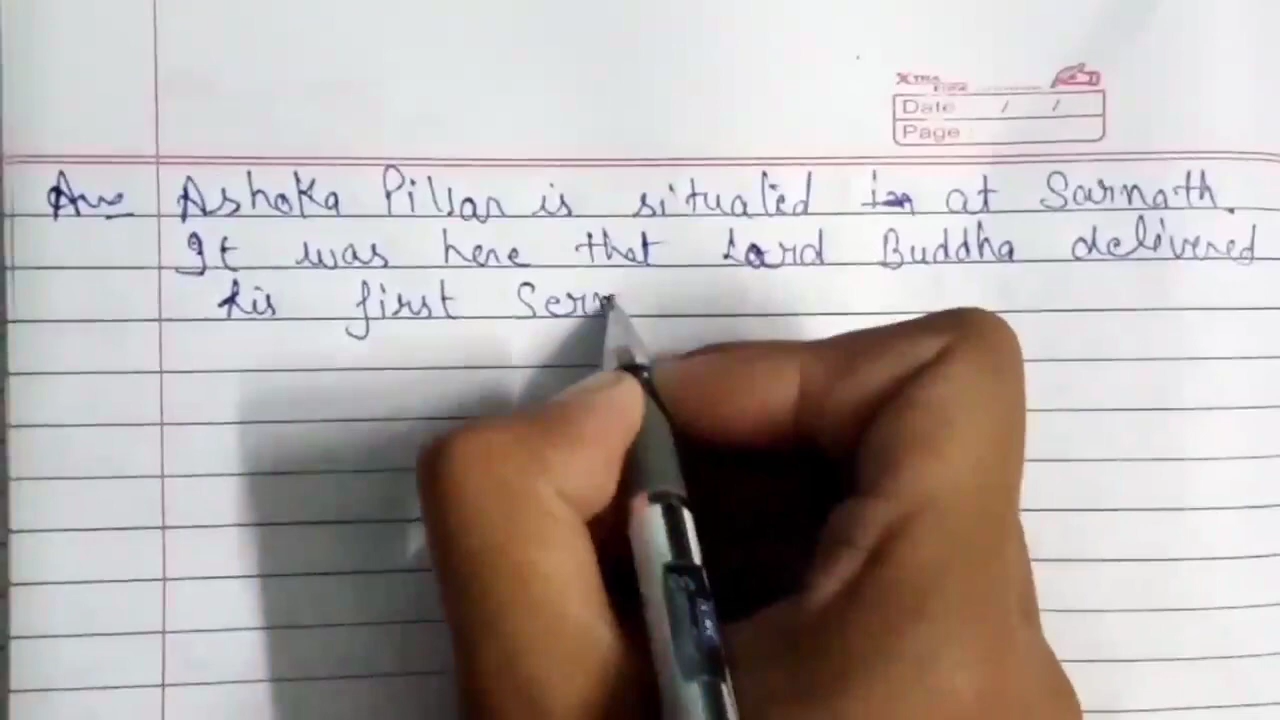 Date / /
Page
Ans Ashoka Pillar is situated in at Sarnath.
It was here that Lord Buddha delivered
his first Serm